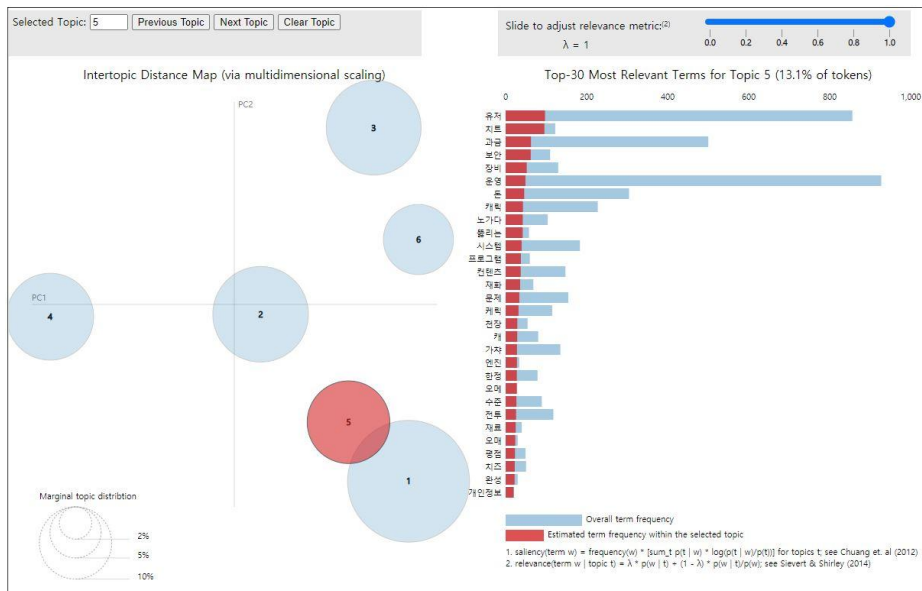 Selected Topic: 5 Previous Topic Next Topic Clear Topic
Slide to adjust relevance metric:(2)
λ = 1
0.0 0.2 0.4 0.6 0.8 1.0
Intertopic Distance Map (via multidimensional scaling)
PC2
PC1
3
6
2
4
5
1
Marginal topic distribtion
2%
5%
10%
Top-30 Most Relevant Terms for Topic 5 (13.1% of tokens)
0 200 400 600 800 1,000
유저
치트
과금
보안
장비
운영
돈
캐릭
노가다
뚫리는
시스템
프로그램
컨텐츠
재화
문제
케릭
천장
캐
가챠
엔진
한정
오메
수준
전투
재료
오매
평점
치즈
완성
개인정보
Overall term frequency
Estimated term frequency within the selected topic
1. saliency(term w) = frequency(w) * [sum_t p(t | w) * log(p(t | w)/p(t))] for topics t; see Chuang et. al (2012)
2. relevance(term w | topic t) = λ * p(w | t) + (1 - λ) * p(w | t)/p(w); see Sievert & Shirley (2014)